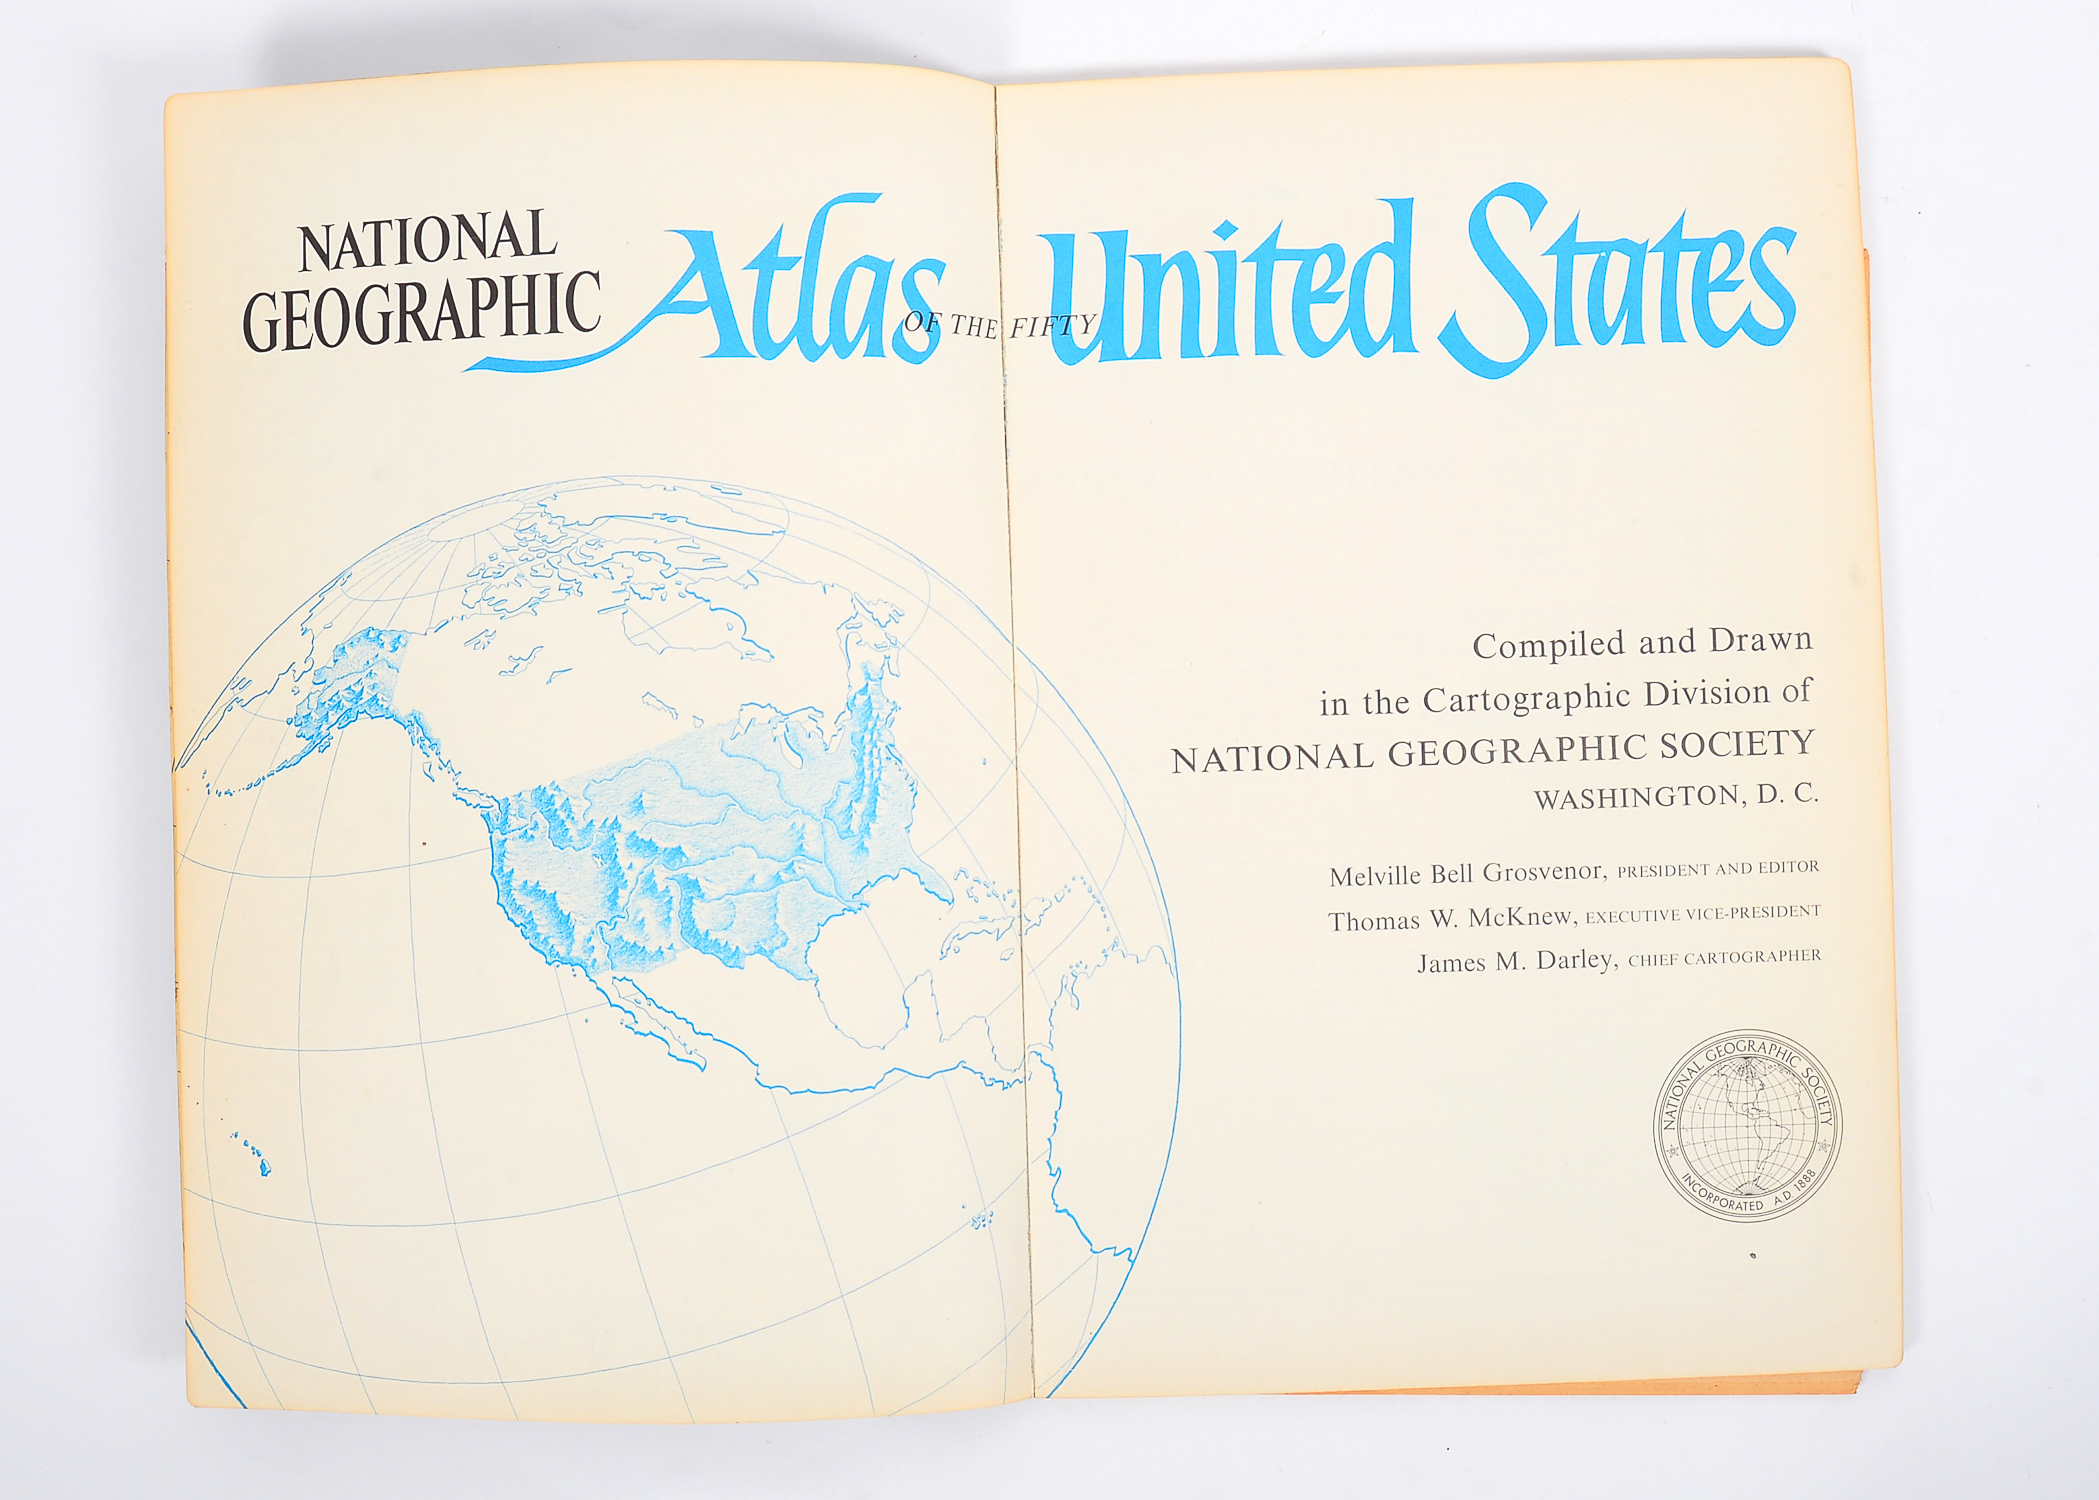 NATIONAL
GEOGRAPHIC
Atlas OF THE FIFTY United States
Compiled and Drawn
in the Cartographic Division of
NATIONAL GEOGRAPHIC SOCIETY
WASHINGTON, D. C.
Melville Bell Grosvenor, PRESIDENT AND EDITOR
Thomas W. McKnew, EXECUTIVE VICE-PRESIDENT
James M. Darley, CHIEF CARTOGRAPHER
NATIONAL GEOGRAPHIC SOCIETY
INCORPORATED A.D. 1888